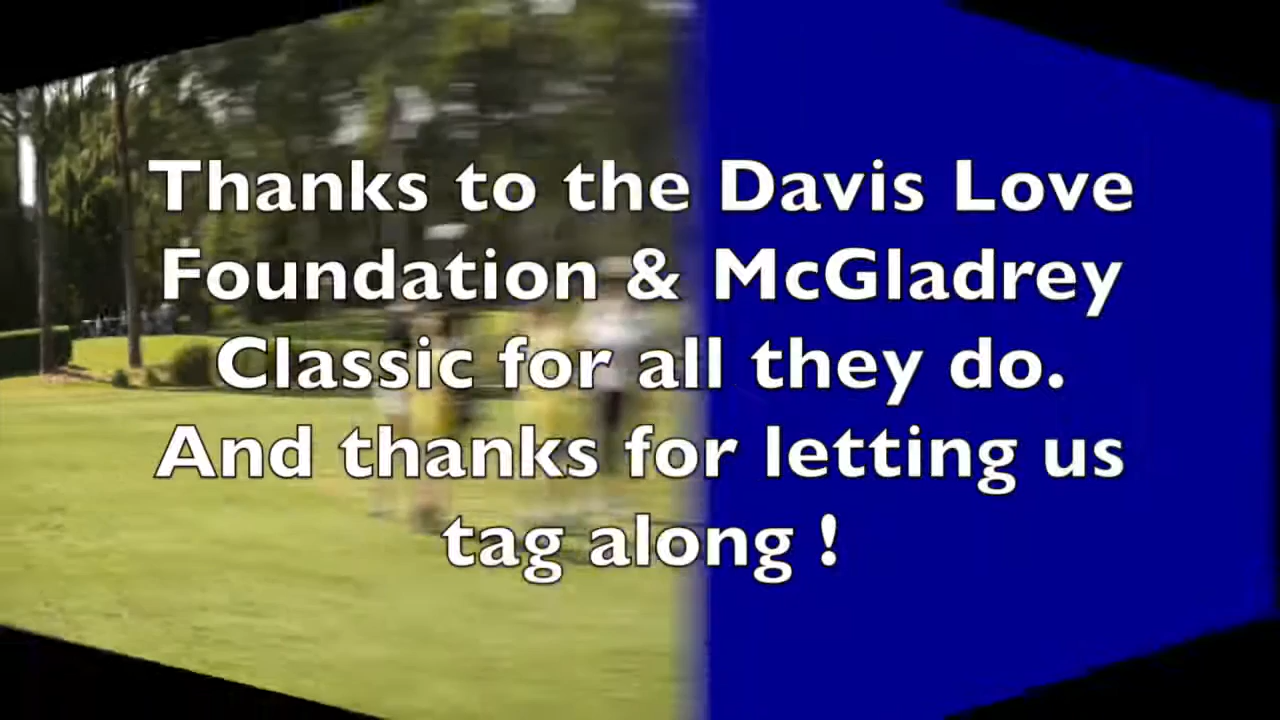 Thanks to the Davis Love
Foundation & McGladrey
Classic for all they do.
And thanks for letting us
tag along !